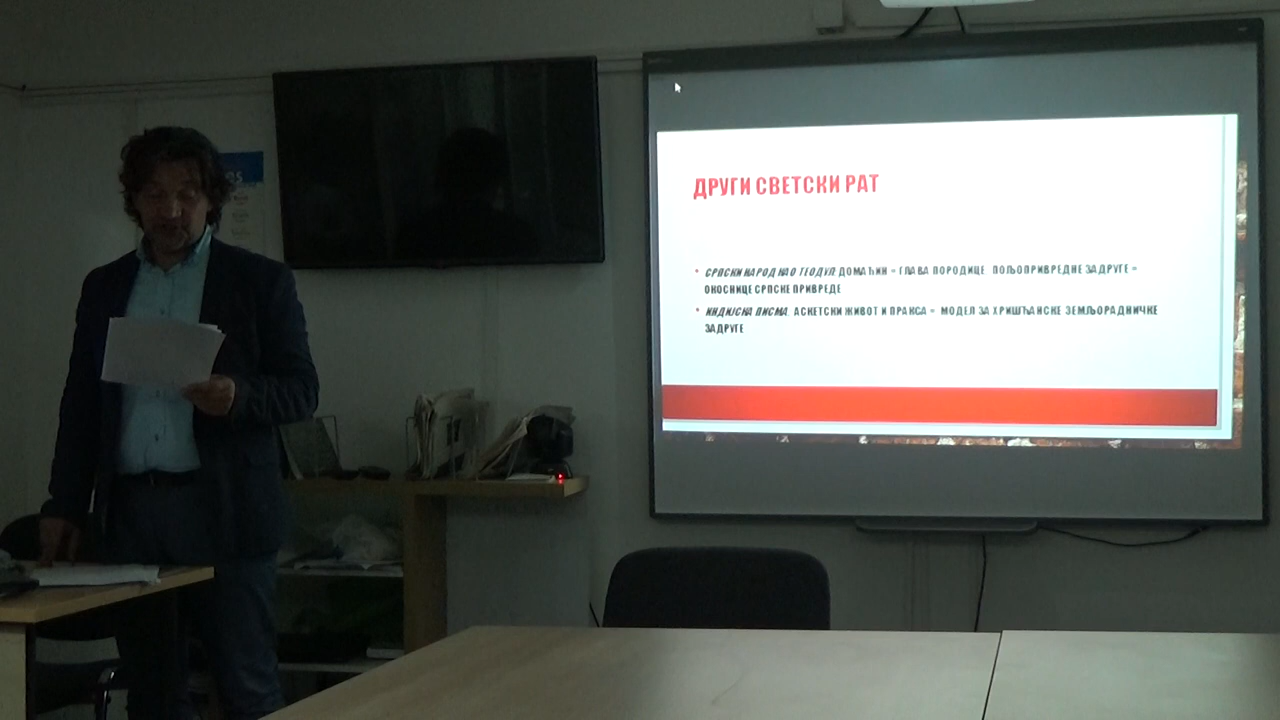 ДРУГИ СВЕТСКИ РАТ
СРПСКИ НАРОД КАО ТЕОДУЛ: ДОМАЋИН = ГЛАВА ПОРОДИЦЕ. ПОЉОПРИВРЕДНЕ ЗАДРУГЕ =
ОКОСНИЦЕ СРПСКЕ ПРИВРЕДЕ
ИНДИЈСКА ПИСМА: АСКЕТСКИ ЖИВОТ И ПРАКСА = МОДЕЛ ЗА ХРИШЋАНСКЕ ЗЕМЉОРАДНИЧКЕ
ЗАДРУГЕ